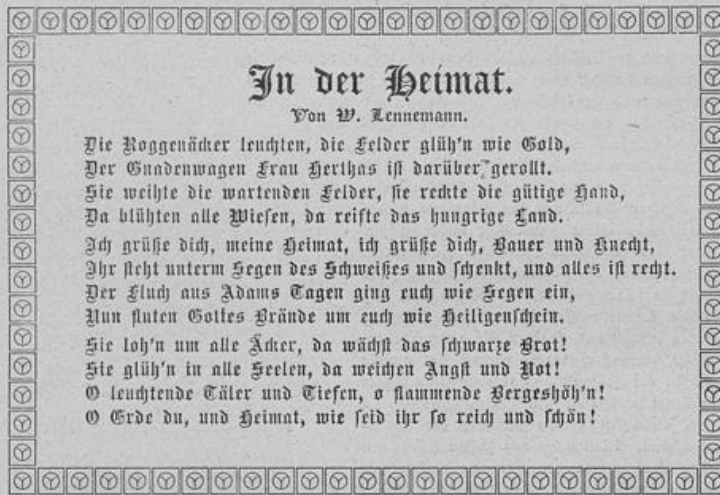 In der Heimat.
Von W. Lennemann.
Die Roggenäcker leuchten, die Felder glüh'n wie Gold,
Der Gnadenwagen Frau Herthas ist darüber gerollt.
Sie weihte die wartenden Felder, sie reckte die gütige Hand,
Da blühten alle Wiesen, da reifte das hungrige Land.
Ich grüße dich, meine Heimat, ich grüße dich, Bauer und Knecht,
Ihr steht unterm Segen des Schweißes und schenkt, und alles ist recht.
Der Fluch aus Adams Tagen ging euch wie Segen ein,
Nun fluten Gottes Brände um euch wie Heiligenschein.
Sie loh'n um alle Äcker, da wächst das schwarze Brot!
Sie glüh'n in alle Seelen, da weichen Angst und Not!
O leuchtende Täler und Tiefen, o flammende Bergeshöh'n!
O Erde du, und Heimat, wie seid ihr so reich und schön!